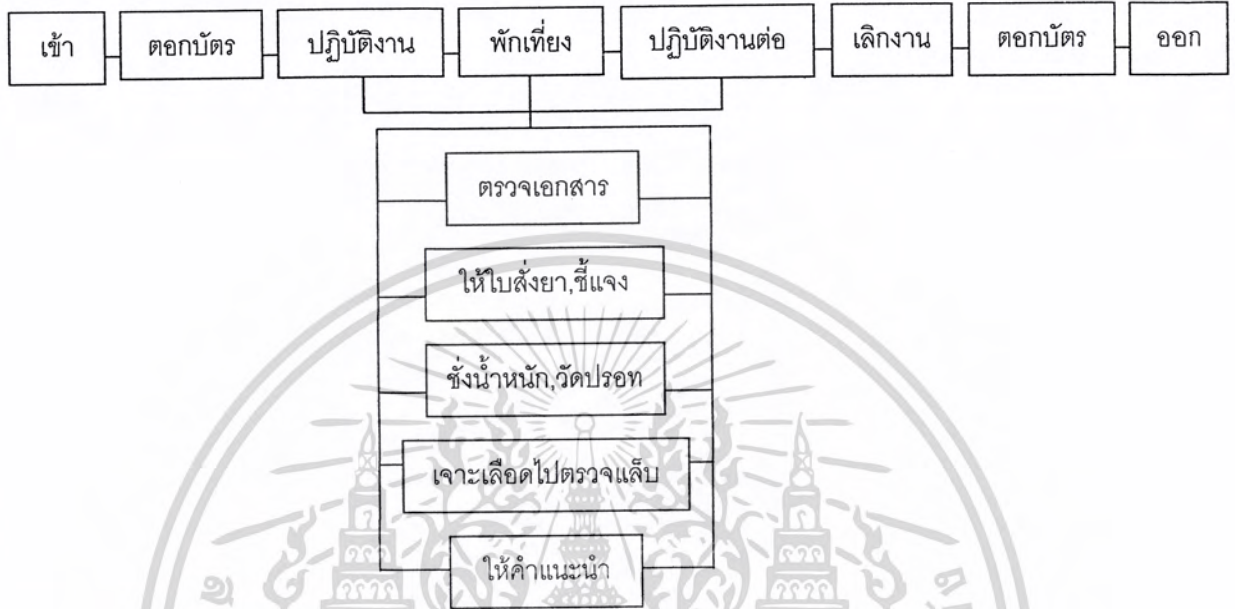 เข้า ตอกบัตร ปฏิบัติงาน พักเที่ยง ปฏิบัติงานต่อ เลิกงาน ตอกบัตร ออก
ตรวจเอกสาร
ให้ใบสั่งยา,ชี้แจง
ชั่งน้ำหนัก,วัดปรอท
เจาะเลือดไปตรวจแล็บ
ให้คำแนะนำ